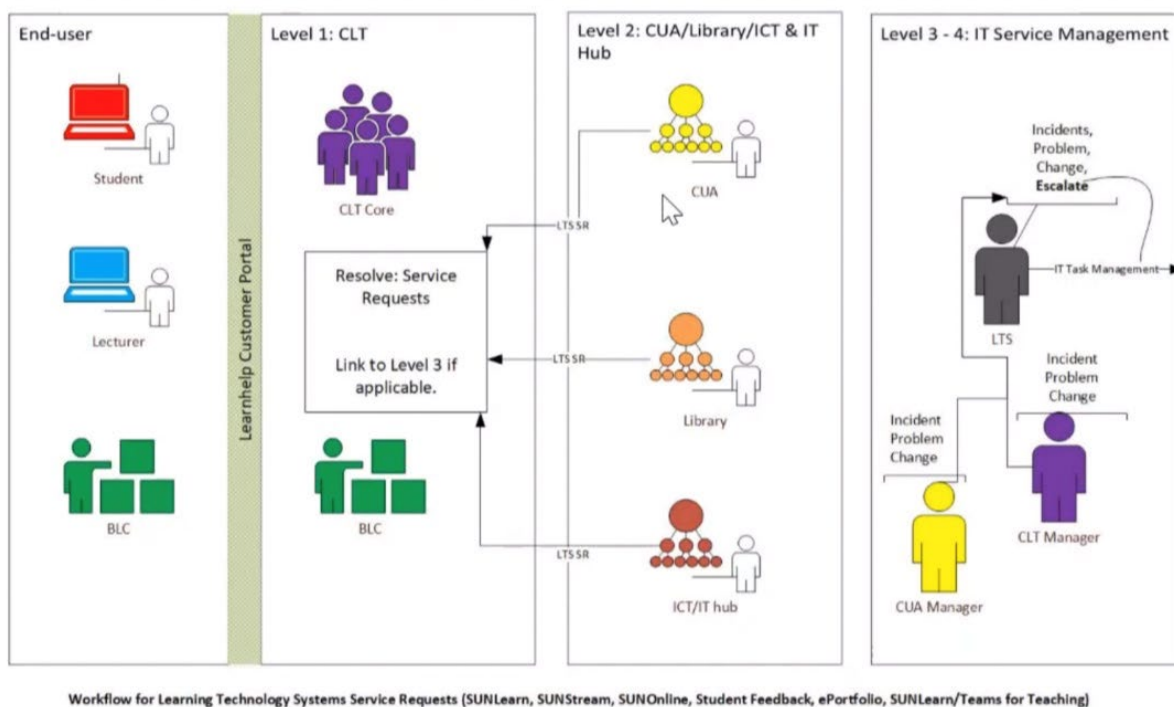 End-user
Student
Lecturer
BLC
Learnhelp Customer Portal
Level 1: CLT
CLT Core
Resolve: Service
Requests
Link to Level 3 if
applicable.
BLC
Level 2: CUA/Library/ICT & IT
Hub
CUA
LTS SR
Library
LTS SR
ICT/IT hub
LTS SR
Level 3 - 4: IT Service Management
Incidents,
Problem,
Change,
Escalate
IT Task Management
LTS
Incident
Problem
Change
CLT Manager
Incident
Problem
Change
CUA Manager
Workflow for Learning Technology Systems Service Requests (SUNLearn, SUNStream, SUNOnline, Student Feedback, ePortfolio, SUNLearn/Teams for Teaching)